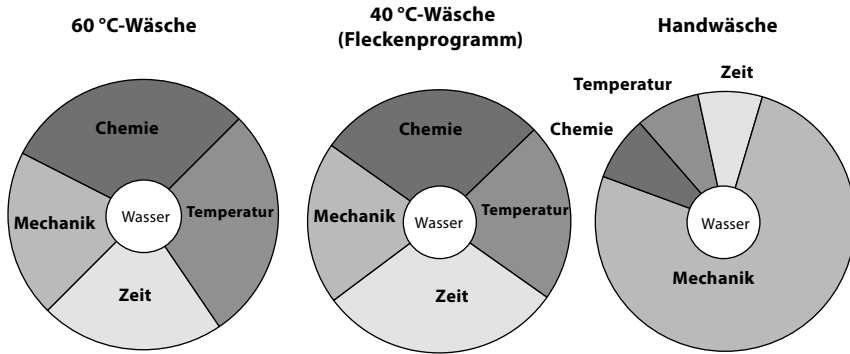 60 °C-Wäsche
Chemie
Mechanik
Wasser
Temperatur
Zeit
40 °C-Wäsche
(Fleckenprogramm)
Chemie
Mechanik
Wasser
Temperatur
Zeit
Handwäsche
Zeit
Temperatur
Chemie
Wasser
Mechanik